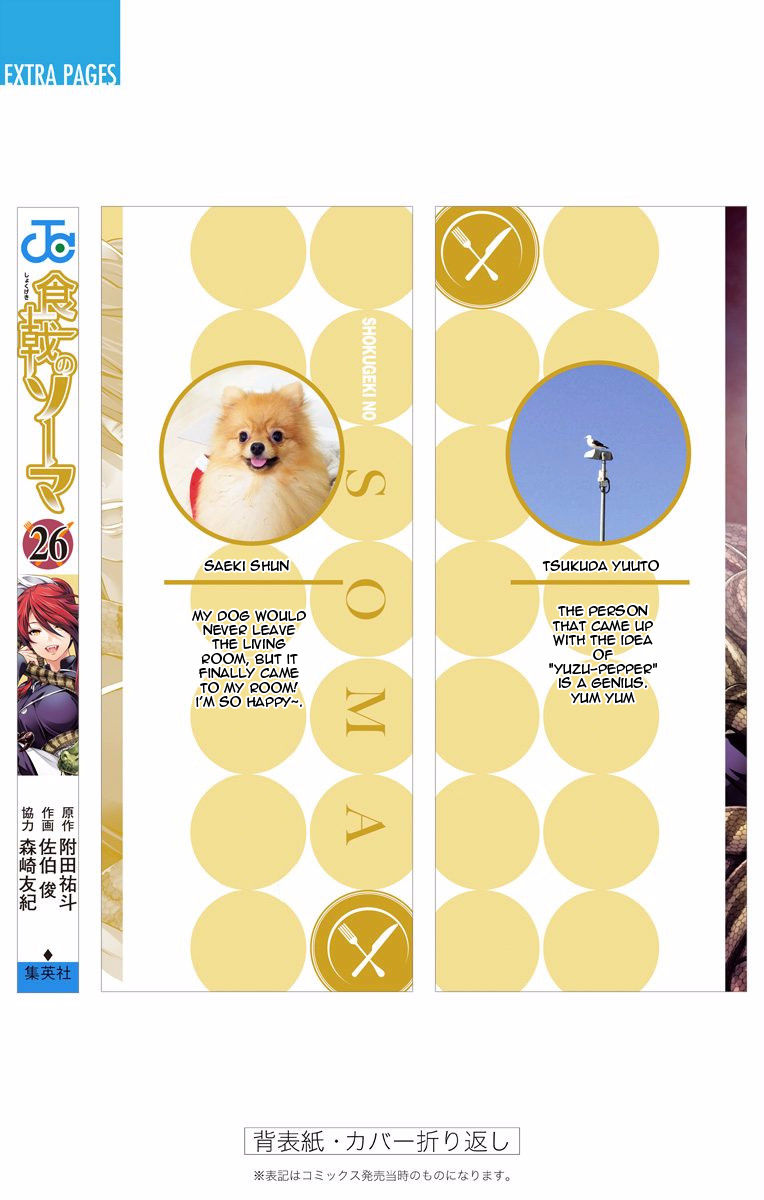 EXTRA PAGES
JC
しょくげき
食戟のソーマ
26
原作 附田祐斗
作画 佐伯 俊
協力 森崎友紀
集英社
SHOKUGEKI NO
SOMA
SAEKI SHUN
MY DOG WOULD
NEVER LEAVE
THE LIVING
ROOM, BUT IT
FINALLY CAME
TO MY ROOM!
I'M SO HAPPY~.
TSUKUDA YUUTO
THE PERSON
THAT CAME UP
WITH THE IDEA
OF
"YUZU-PEPPER"
IS A GENIUS.
YUM YUM
背表紙・カバー折り返し
※表記はコミックス発売当時のものになります。